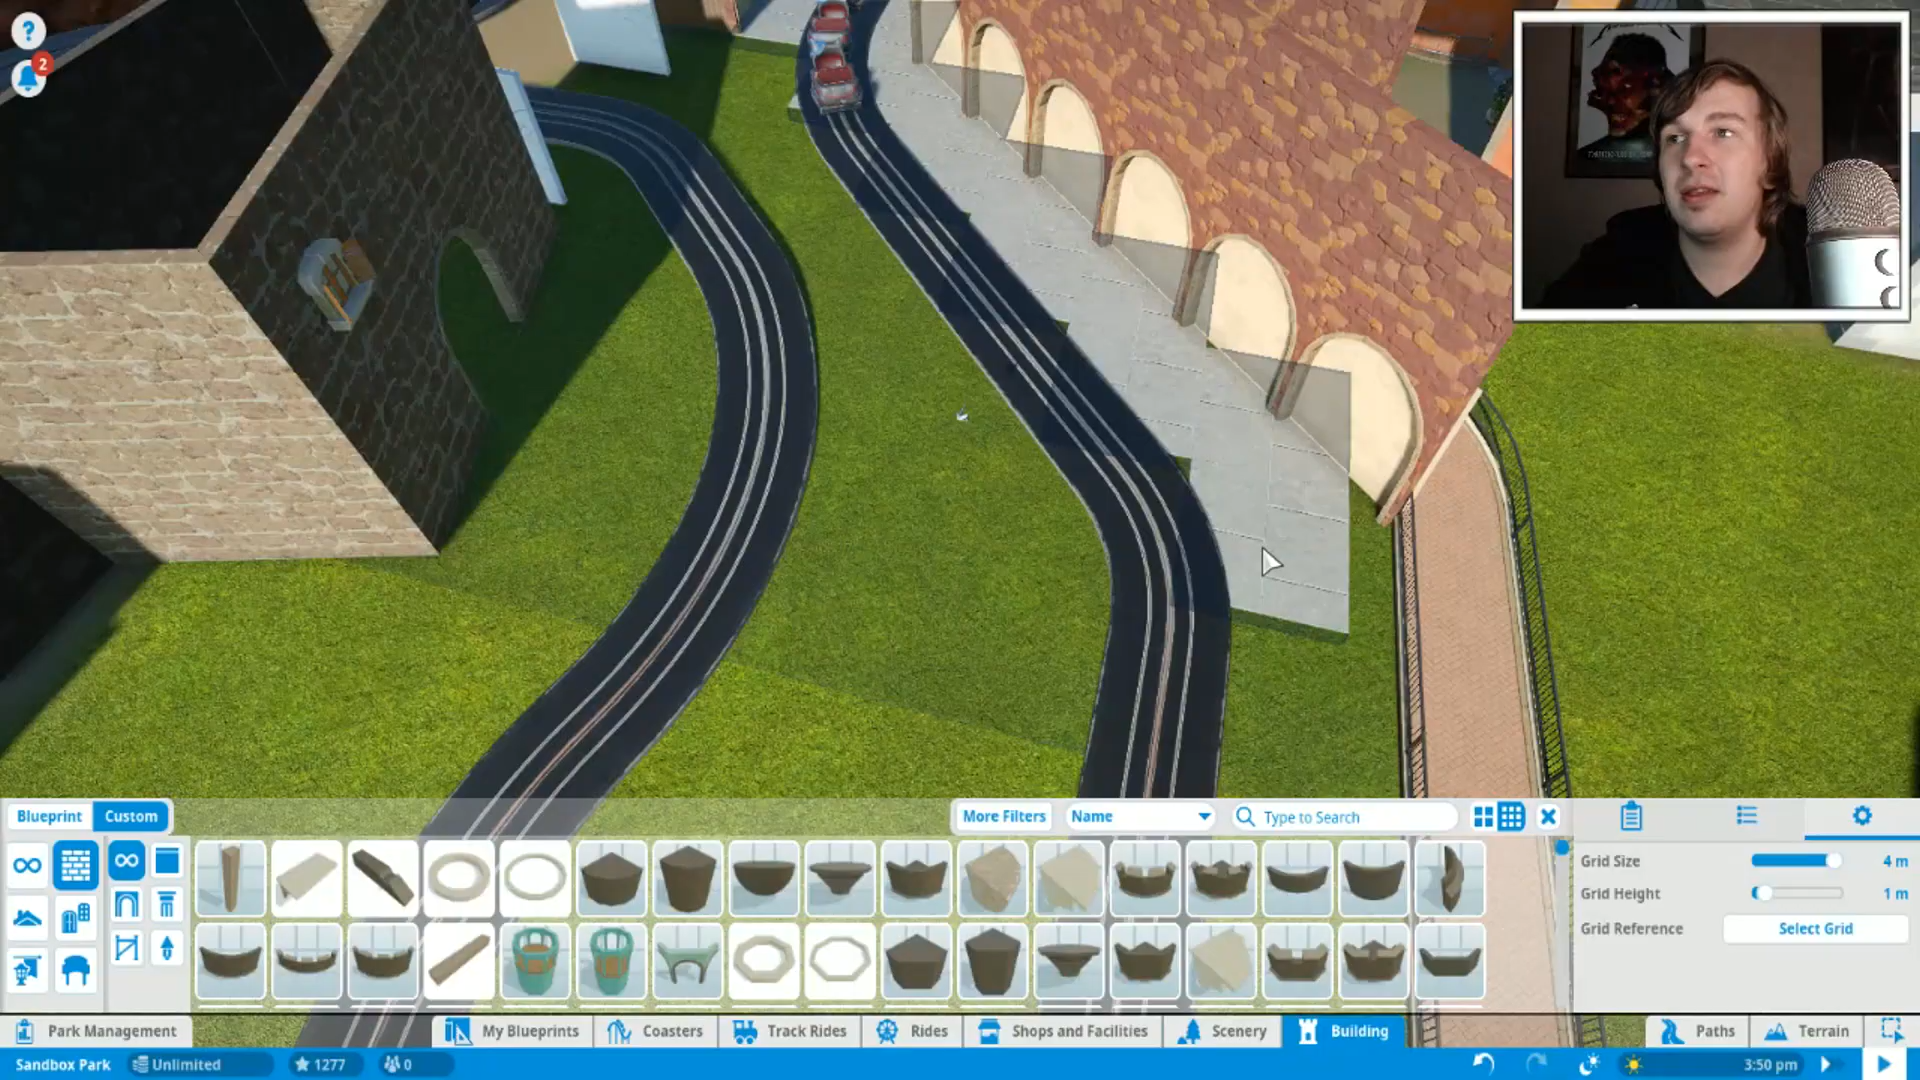 ?
2
Blueprint Custom
More Filters Name Type to Search
Grid Size 4 m
Grid Height 1 m
Grid Reference Select Grid
Park Management My Blueprints Coasters Track Rides Rides Shops and Facilities Scenery Building Paths Terrain
Sandbox Park Unlimited 1277 0 3:50 pm